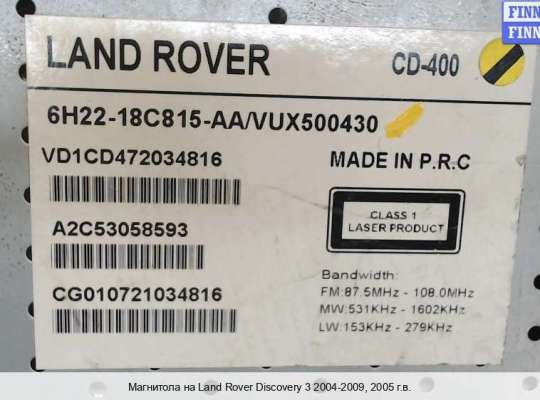 FINN
FINN
LAND ROVER
CD-400
6H22-18C815-AA/VUX500430
VD1CD472034816
MADE IN P.R.C
CLASS 1
LASER PRODUCT
A2C53058593
CG010721034816
Bandwidth:
FM:87.5MHz - 108.0MHz
MW:531KHz - 1602KHz
LW:153KHz - 279KHz
Магнитола на Land Rover Discovery 3 2004-2009, 2005 г.в.